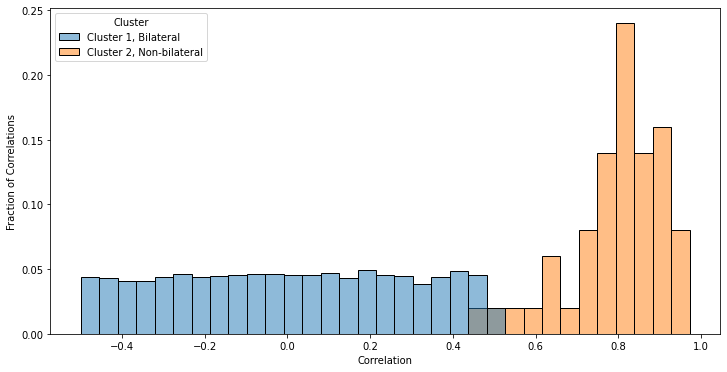 Cluster
Cluster 1, Bilateral
Cluster 2, Non-bilateral
Fraction of Correlations
0.25
0.20
0.15
0.10
0.05
0.00
−0.4
−0.2
0.0
0.2
0.4
0.6
0.8
1.0
Correlation